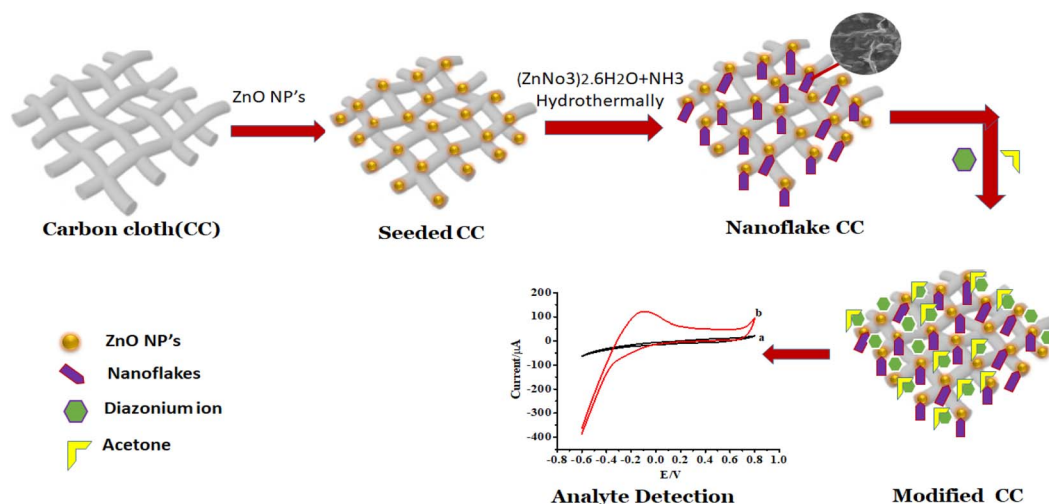 ZnO NP's
(ZnNo3)2.6H2O+NH3
Hydrothermally
Carbon cloth(CC)
Seeded CC
Nanoflake CC
ZnO NP's
Nanoflakes
Diazonium ion
Acetone
200
100
0
-100
-200
-300
-400
Current/µA
b
a
-0.8 -0.6 -0.4 -0.2 0.0 0.2 0.4 0.6 0.8 1.0
E/V
Analyte Detection
Modified CC